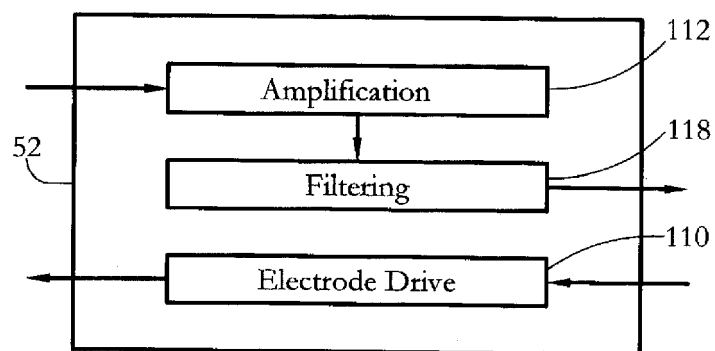 112
Amplification
52
118
Filtering
110
Electrode Drive